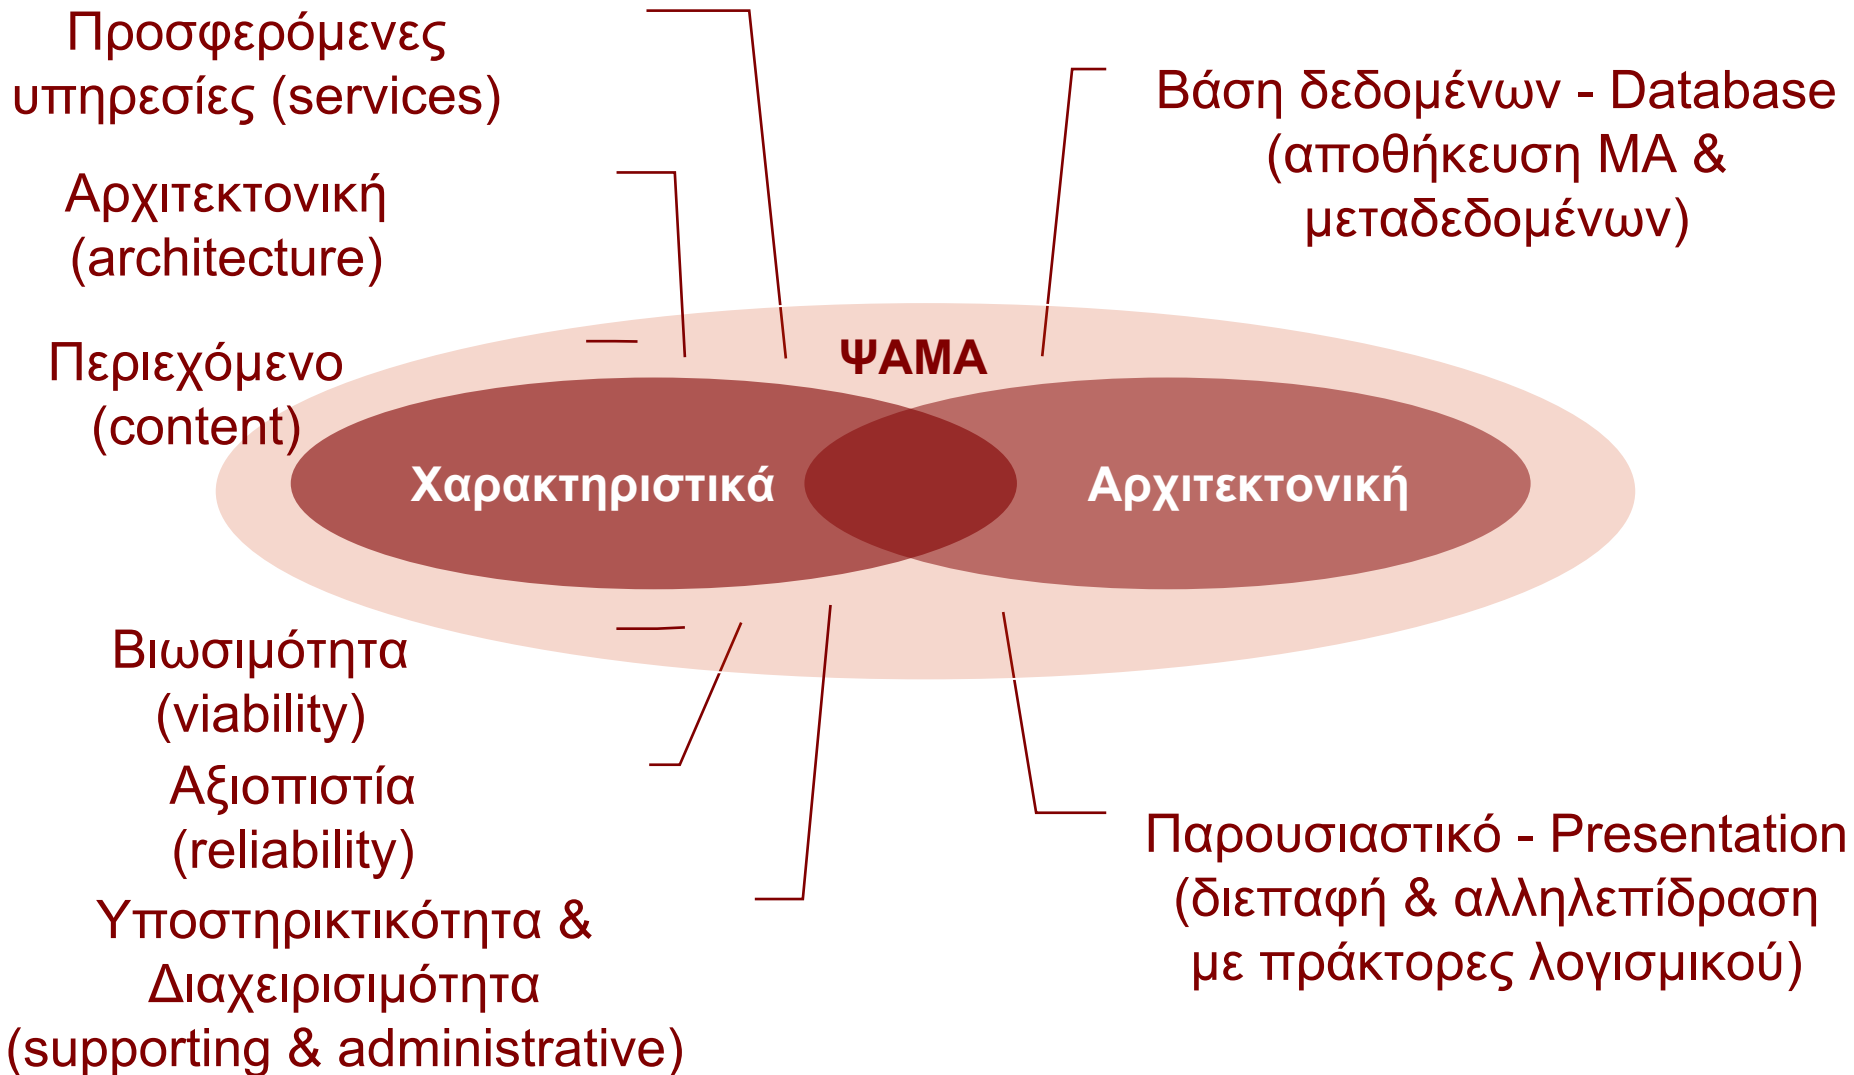 Προσφερόμενες
υπηρεσίες (services)
Αρχιτεκτονική
(architecture)
Περιεχόμενο
(content)
Βάση δεδομένων - Database
(αποθήκευση ΜΑ &
μεταδεδομένων)
ΨΑΜΑ
Χαρακτηριστικά
Αρχιτεκτονική
Βιωσιμότητα
(viability)
Αξιοπιστία
(reliability)
Υποστηρικτικότητα &
Διαχειρισιμότητα
(supporting & administrative)
Παρουσιαστικό - Presentation
(διεπαφή & αλληλεπίδραση
με πράκτορες λογισμικού)